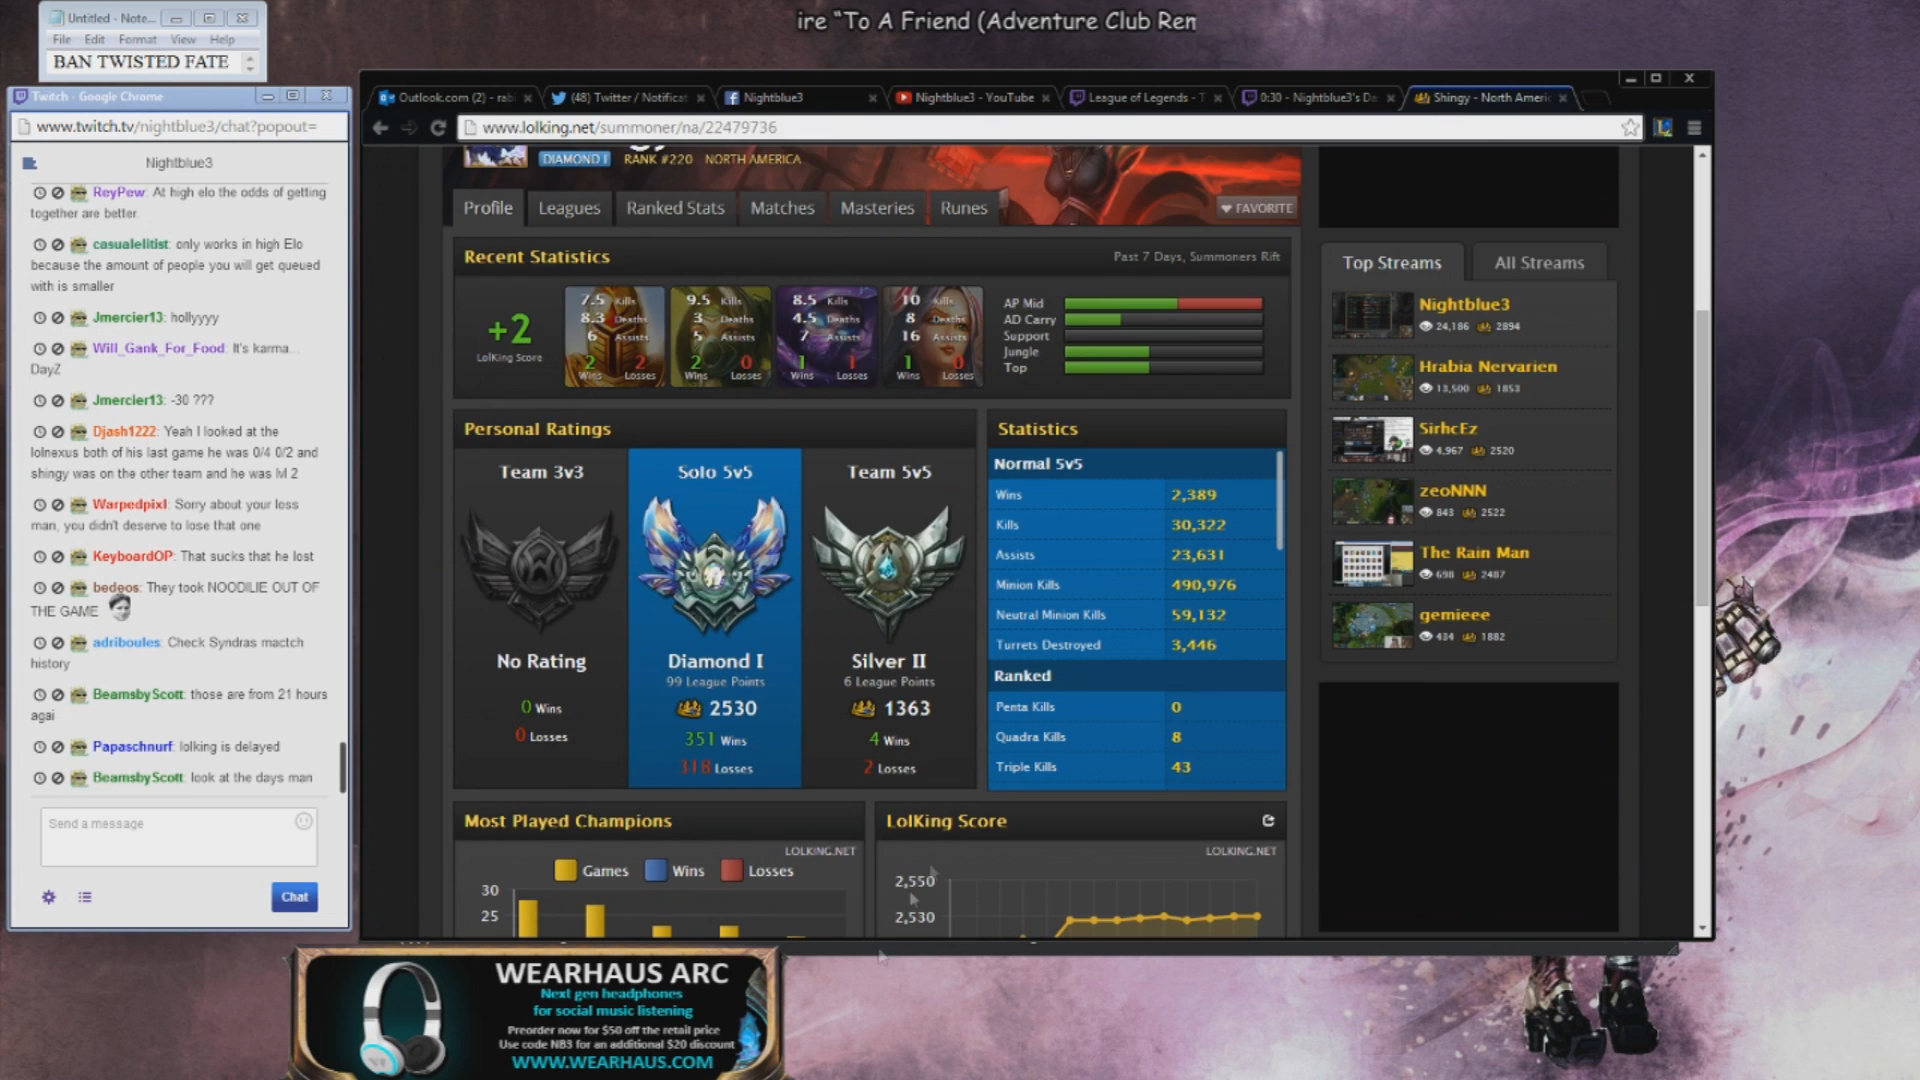 ire “To A Friend (Adventure Club Ren
Untitled - Note...
File Edit Format View Help
BAN TWISTED FATE
Twitch - Google Chrome
www.twitch.tv/nightblue3/chat?popout=
Nightblue3
ReyPew: At high elo the odds of getting
together are better.
casualelitist: only works in high Elo
because the amount of people you will get queued
with is smaller
Jmercier13: hollyyyy
Will_Gank_For_Food: It's karma...
DayZ
Jmercier13: -30 ???
Djash1222: Yeah I looked at the
lolnexus both of his last game he was 0/4 0/2 and
shingy was on the other team and he was lvl 2
Warpedpixl: Sorry about your loss
man, you didn't deserve to lose that one
KeyboardOP: That sucks that he lost
bedeos: They took NOODILIE OUT OF
THE GAME
adriboules: Check Syndras mactch
history
BeamsbyScott: those are from 21 hours
agai
Papaschnurf: lolking is delayed
BeamsbyScott: look at the days man
Send a message
Chat
Outlook.com (2) - rabi
(48) Twitter / Notificat
Nightblue3
Nightblue3 - YouTube
League of Legends - T
0:30 - Nightblue3's Da
Shingy - North Americ
www.lolking.net/summoner/na/22479736
DIAMOND I RANK #220 NORTH AMERICA
Profile Leagues Ranked Stats Matches Masteries Runes
FAVORITE
Recent Statistics
Past 7 Days, Summoners Rift
+2
LolKing Score
7.5 Kills
8.3 Deaths
6 Assists
2 Wins 2 Losses
9.5 Kills
3 Deaths
5 Assists
2 Wins 0 Losses
8.5 Kills
4.5 Deaths
7 Assists
1 Wins 1 Losses
10 Kills
8 Deaths
16 Assists
1 Wins 0 Losses
AP Mid
AD Carry
Support
Jungle
Top
Personal Ratings
Team 3v3
No Rating
0 Wins
0 Losses
Solo 5v5
Diamond I
99 League Points
2530
351 Wins
318 Losses
Team 5v5
Silver II
6 League Points
1363
4 Wins
2 Losses
Statistics
Normal 5v5
Wins 2,389
Kills 30,322
Assists 23,631
Minion Kills 490,976
Neutral Minion Kills 59,132
Turrets Destroyed 3,446
Ranked
Penta Kills 0
Quadra Kills 8
Triple Kills 43
Most Played Champions
LOLKING.NET
Games Wins Losses
30
25
LolKing Score
LOLKING.NET
2,550
2,530
Top Streams All Streams
Nightblue3
24,186 2894
Hrabia Nervarien
13,500 1853
SirhcEz
4,967 2520
zeoNNN
843 2522
The Rain Man
698 2487
gemieee
434 1882
WEARHAUS ARC
Next gen headphones
for social music listening
Preorder now for $50 off the retail price
Use code NB3 for an additional $20 discount
WWW.WEARHAUS.COM